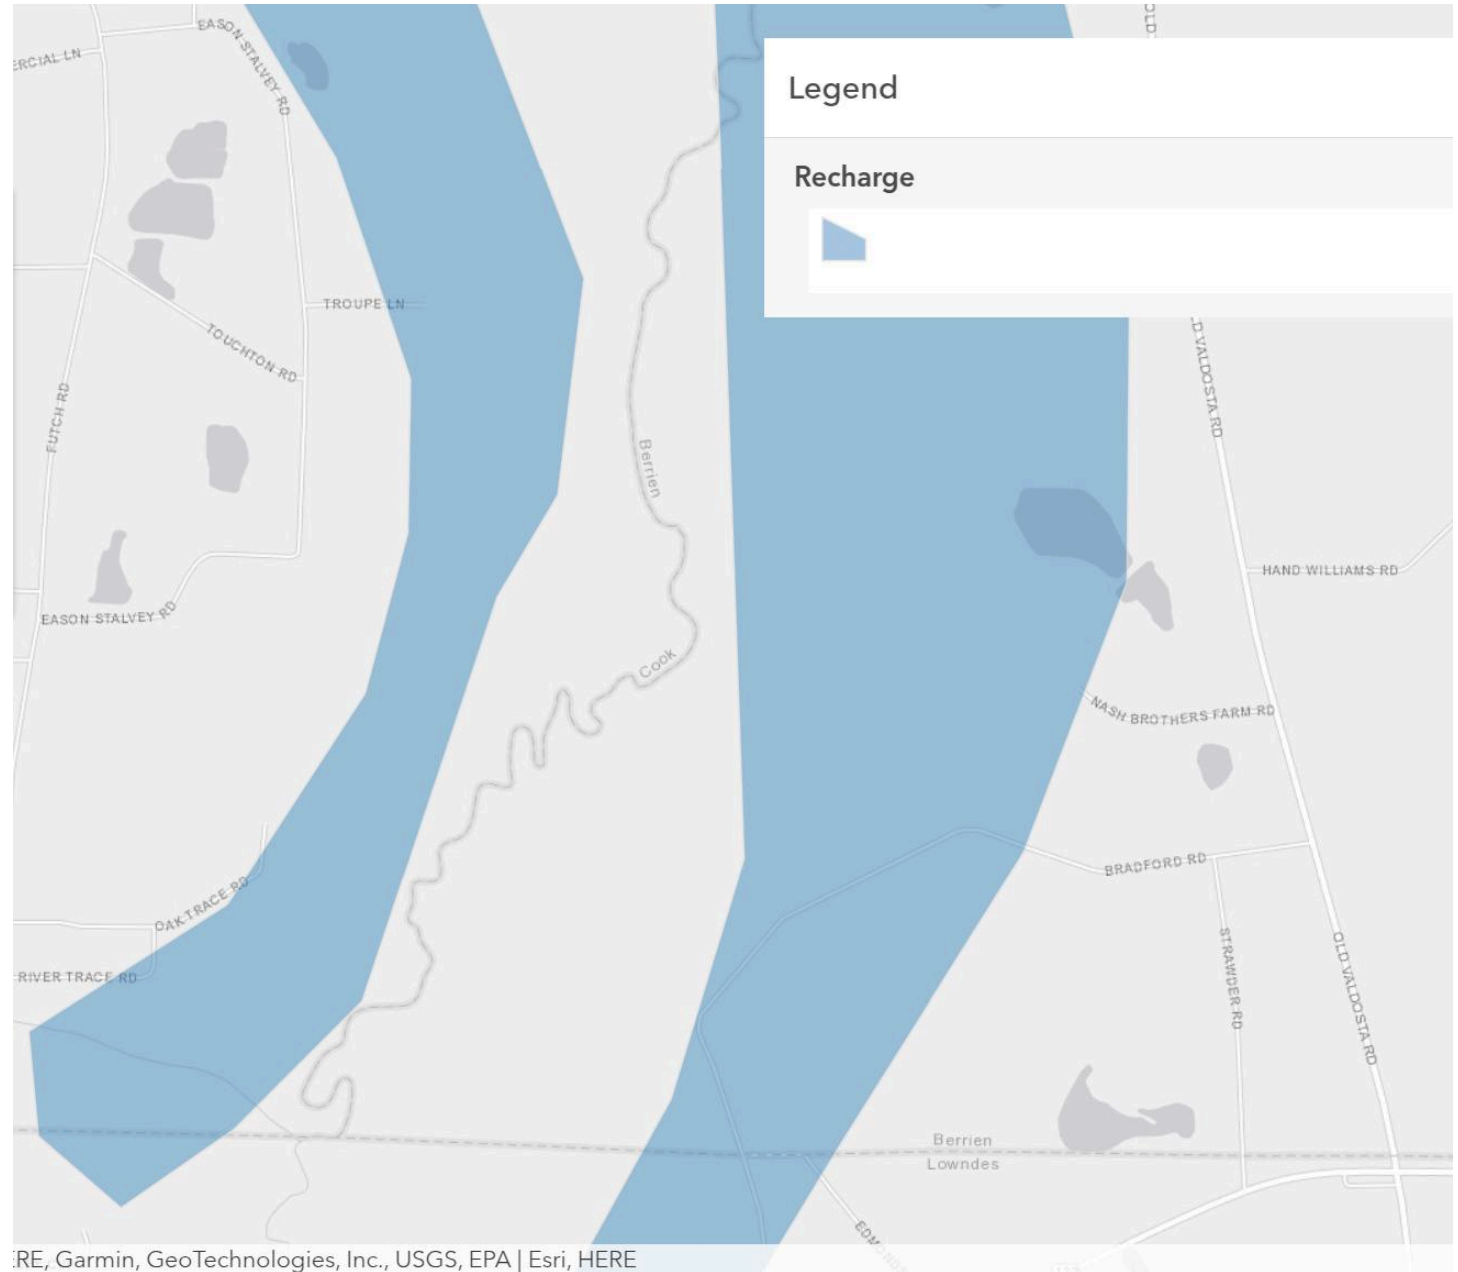 ERCIAL LN
EASON STALVEY RD
OLD
Legend
Recharge
TROUPE LN
TOUCHTON RD
FUTCH RD
D VALDOSTA RD
Berrien
HAND WILLIAMS RD
EASON STALVEY RD
Cook
NASH BROTHERS FARM RD
BRADFORD RD
OAK TRACE RD
STRAWDER RD
OLD VALDOSTA RD
RIVER TRACE RD
Berrien
Lowndes
EDMONDS
ERE, Garmin, GeoTechnologies, Inc., USGS, EPA | Esri, HERE